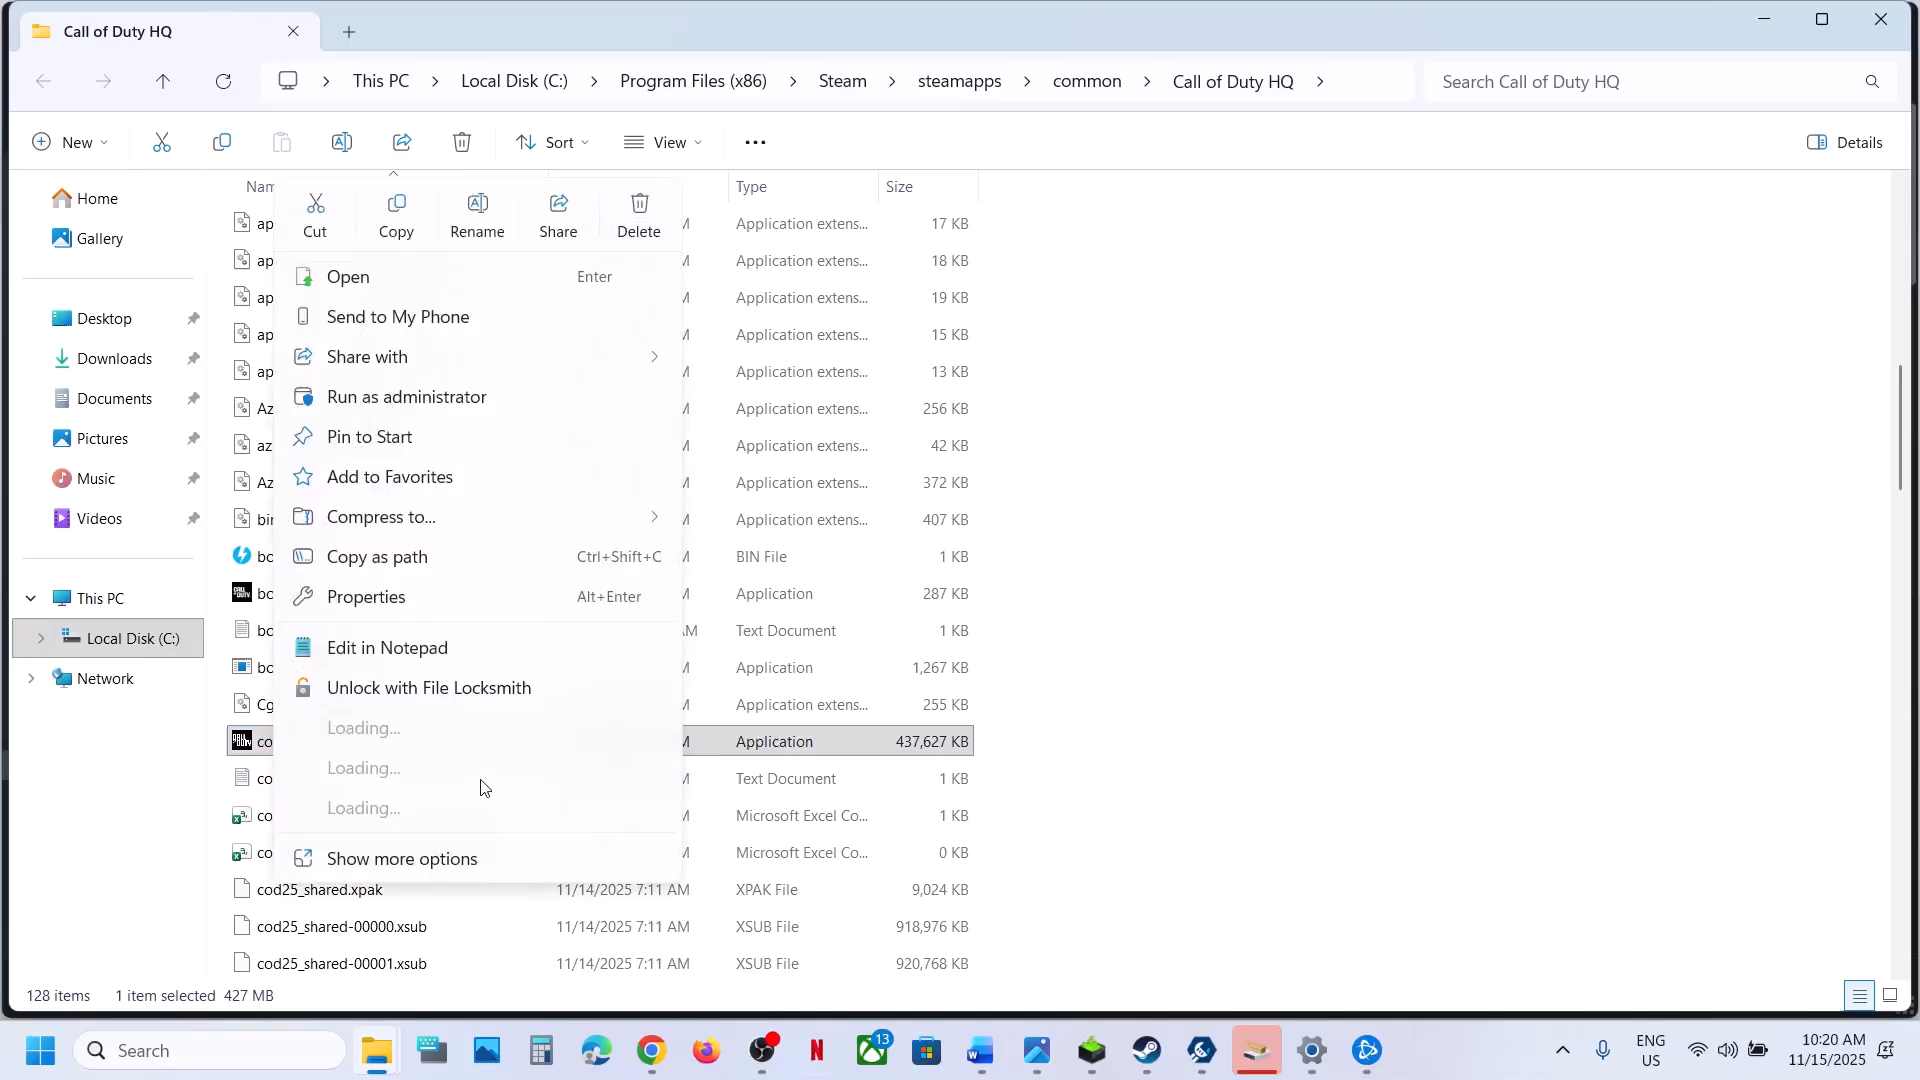 Call of Duty HQ
This PC
Local Disk (C:)
Program Files (x86)
Steam
steamapps
common
Call of Duty HQ
Search Call of Duty HQ
New
Sort
View
Details
Home
Gallery
Desktop
Downloads
Documents
Pictures
Music
Videos
This PC
Local Disk (C:)
Network
Type
Size
Application extens... 17 KB
Application extens... 18 KB
Application extens... 19 KB
Application extens... 15 KB
Application extens... 13 KB
Application extens... 256 KB
Application extens... 42 KB
Application extens... 372 KB
Application extens... 407 KB
BIN File 1 KB
Application 287 KB
Text Document 1 KB
Application 1,267 KB
Application extens... 255 KB
Application 437,627 KB
Text Document 1 KB
Microsoft Excel Co... 1 KB
Microsoft Excel Co... 0 KB
cod25_shared.xpak 11/14/2025 7:11 AM XPAK File 9,024 KB
cod25_shared-00000.xsub 11/14/2025 7:11 AM XSUB File 918,976 KB
cod25_shared-00001.xsub 11/14/2025 7:11 AM XSUB File 920,768 KB
Cut
Copy
Rename
Share
Delete
Open Enter
Send to My Phone
Share with
Run as administrator
Pin to Start
Add to Favorites
Compress to...
Copy as path Ctrl+Shift+C
Properties Alt+Enter
Edit in Notepad
Unlock with File Locksmith
Loading...
Loading...
Loading...
Show more options
128 items 1 item selected 427 MB
Search
13
ENG
US
10:20 AM
11/15/2025